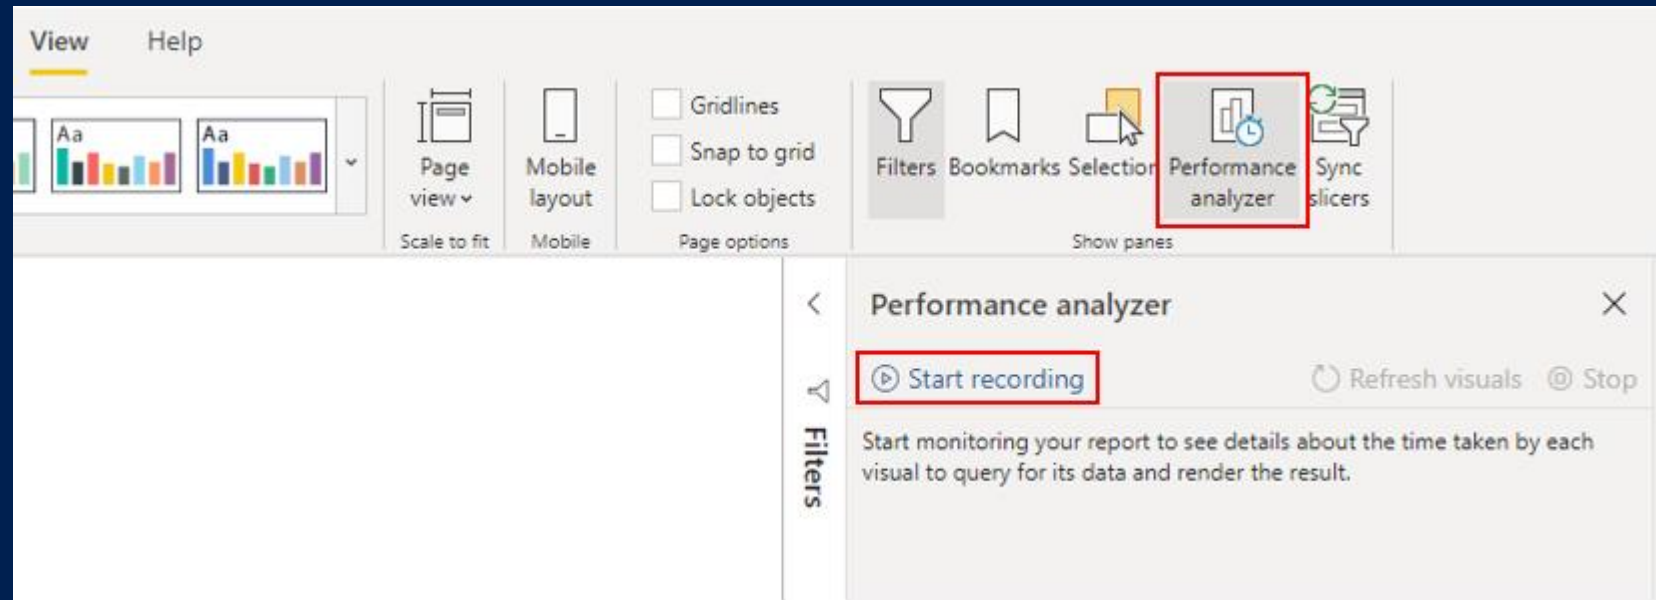 View Help
Aa Aa
Gridlines
Snap to grid
Lock objects
Page
view
Mobile
layout
Filters Bookmarks Selection Performance
analyzer
Sync
slicers
Scale to fit Mobile Page options Show panes
Performance analyzer
Start recording Refresh visuals Stop
Filters
Start monitoring your report to see details about the time taken by each
visual to query for its data and render the result.